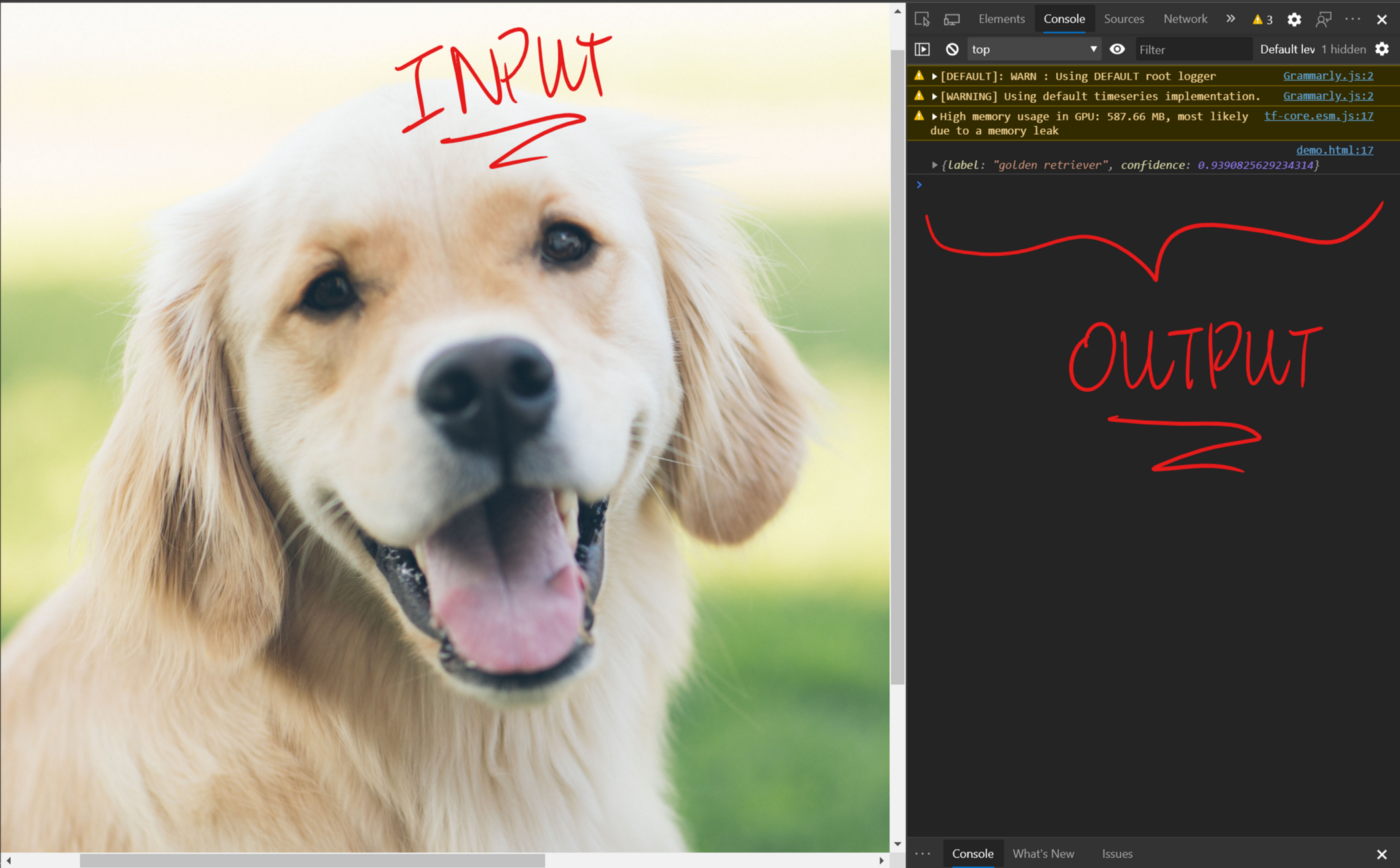 INPUT
Elements Console Sources Network » 3
top Filter Default lev 1 hidden
[DEFAULT]: WARN : Using DEFAULT root logger Grammarly.js:2
[WARNING] Using default timeseries implementation. Grammarly.js:2
High memory usage in GPU: 587.66 MB, most likely tf-core.esm.js:17
due to a memory leak
demo.html:17
{label: "golden retriever", confidence: 0.9390825629234314}
>
OUTPUT
... Console What's New Issues